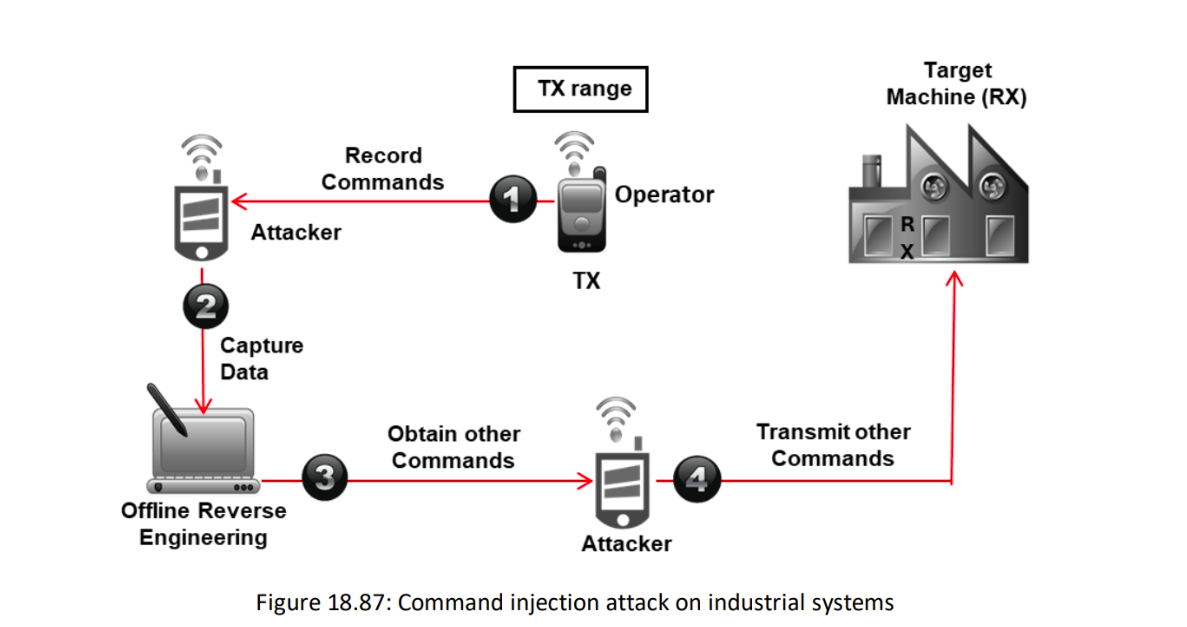 TX range
Target
Machine (RX)
Record
Commands
1
Operator
Attacker
R
X
TX
2
Capture
Data
Obtain other
Commands
Transmit other
Commands
3
4
Offline Reverse
Engineering
Attacker
Figure 18.87: Command injection attack on industrial systems